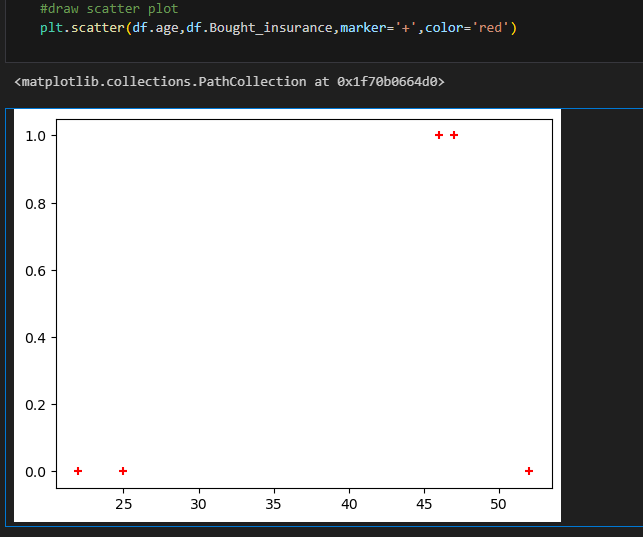 #draw scatter plot
plt.scatter(df.age,df.Bought_insurance,marker='+',color='red')
<matplotlib.collections.PathCollection at 0x1f70b0664d0>
1.0
0.8
0.6
0.4
0.2
0.0
25 30 35 40 45 50